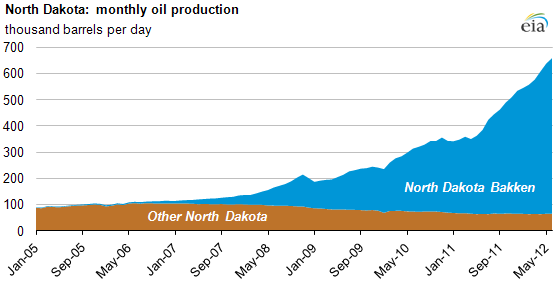 North Dakota: monthly oil production
thousand barrels per day
eia
700
600
500
400
300
200
100
0
North Dakota Bakken
Other North Dakota
Jan-05
Sep-05
May-06
Jan-07
Sep-07
May-08
Jan-09
Sep-09
May-10
Jan-11
Sep-11
May-12